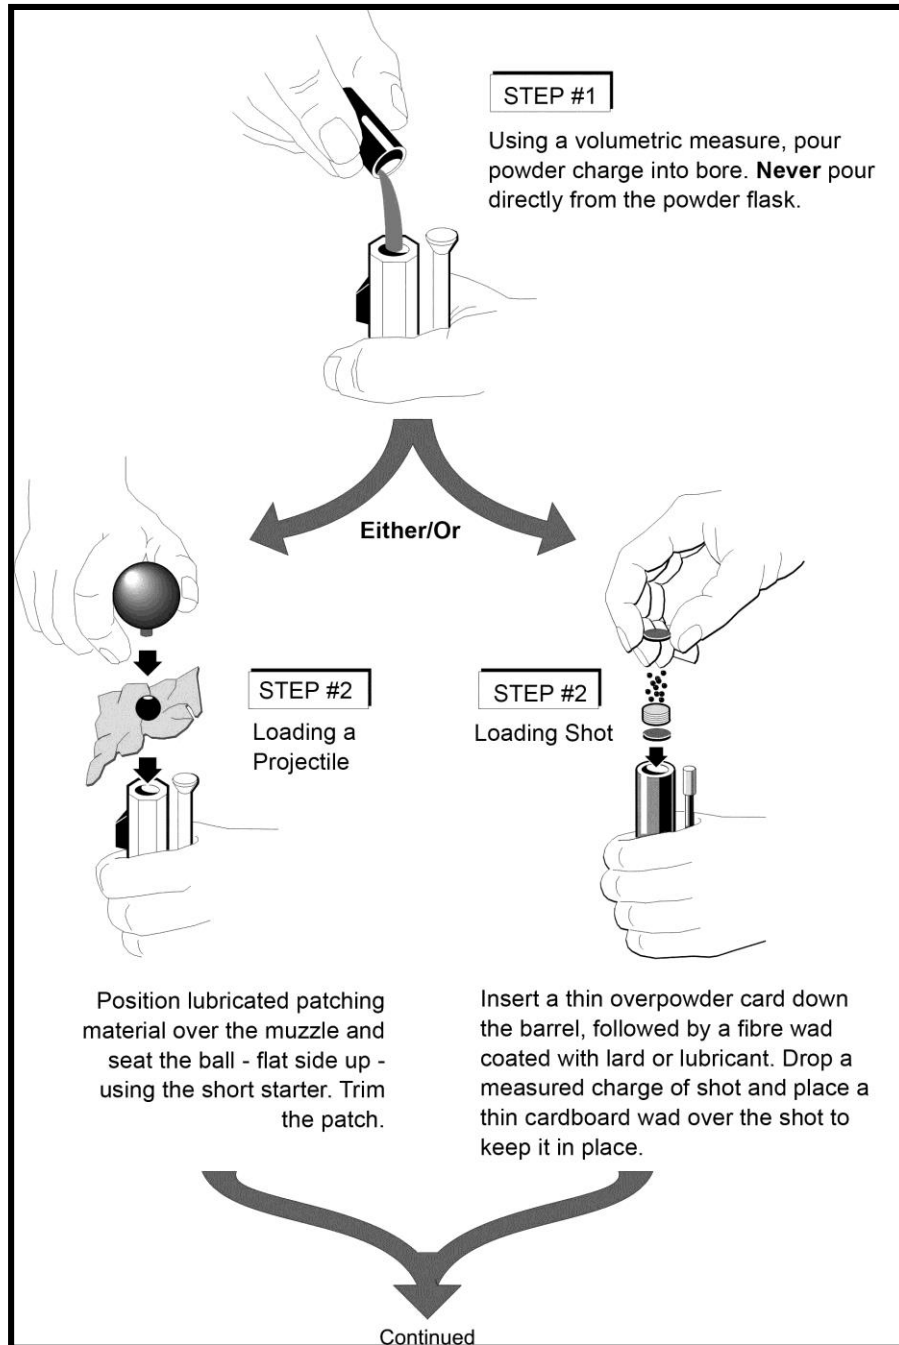 STEP #1
Using a volumetric measure, pour
powder charge into bore. Never pour
directly from the powder flask.
Either/Or
STEP #2
Loading a
Projectile
Position lubricated patching
material over the muzzle and
seat the ball - flat side up -
using the short starter. Trim
the patch.
STEP #2
Loading Shot
Insert a thin overpowder card down
the barrel, followed by a fibre wad
coated with lard or lubricant. Drop a
measured charge of shot and place a
thin cardboard wad over the shot to
keep it in place.
Continued